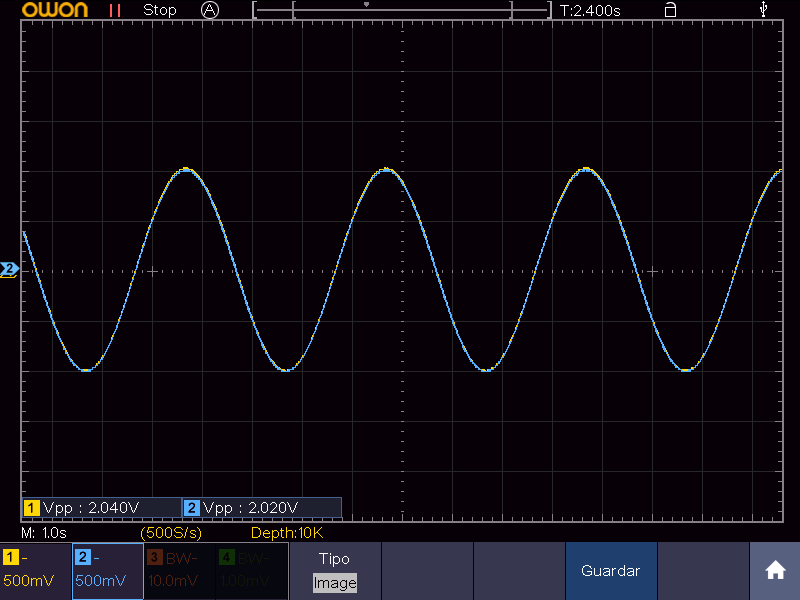 OWON Stop A T:2.400s
2
1 Vpp : 2.040V 2 Vpp : 2.020V
M: 1.0s (500S/s) Depth:10K
1 - 2 - 3 BW- 4 BW- Tipo
500mV 500mV 10.0mV 1.00mV Image
Guardar